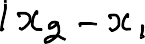 |x₂ - x₁